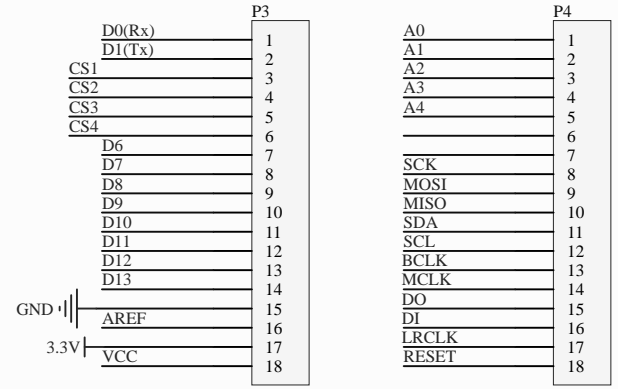 P3
D0(Rx) 1
D1(Tx) 2
CS1 3
CS2 4
CS3 5
CS4 6
D6 7
D7 8
D8 9
D9 10
D10 11
D11 12
D12 13
D13 14
GND 15
AREF 16
3.3V 17
VCC 18
P4
A0 1
A1 2
A2 3
A3 4
A4 5
6
7
SCK 8
MOSI 9
MISO 10
SDA 11
SCL 12
BCLK 13
MCLK 14
DO 15
DI 16
LRCLK 17
RESET 18